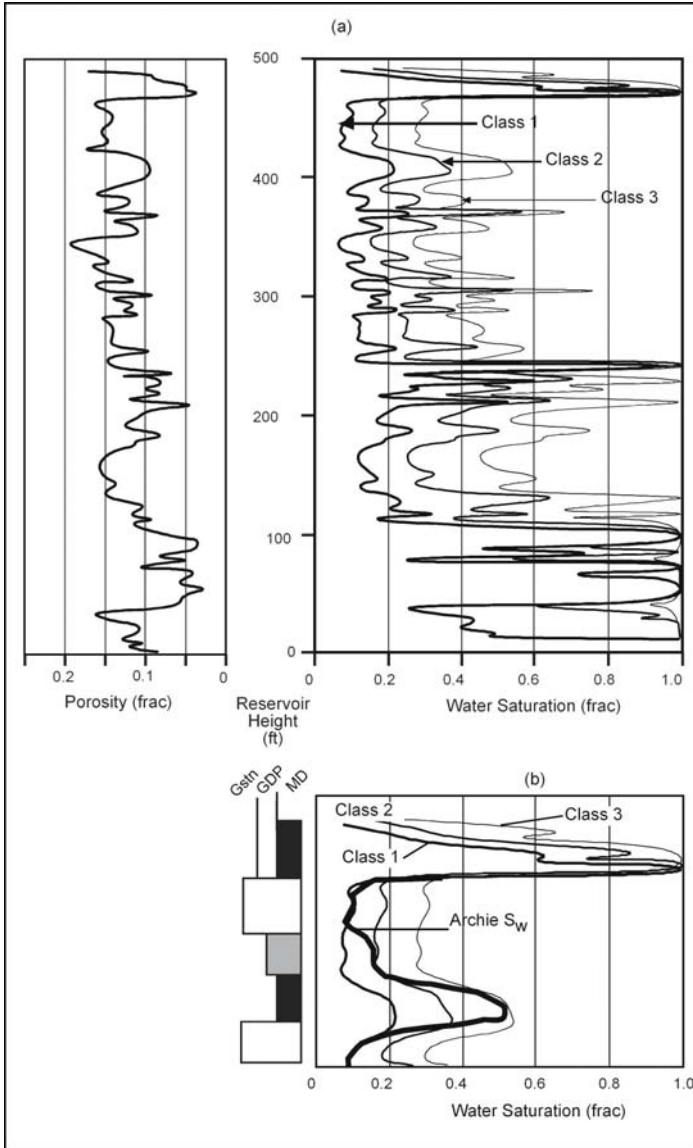 (a)
500
Class 1
Class 2
400
Class 3
300
200
100
0
0.2 0.1 0
0 0.2 0.4 0.6 0.8 1.0
Porosity (frac)
Reservoir
Height
(ft)
Water Saturation (frac)
Gstn
GDP
MD
(b)
Class 2
Class 3
Class 1
Archie Sw
0 0.2 0.4 0.6 0.8 1.0
Water Saturation (frac)